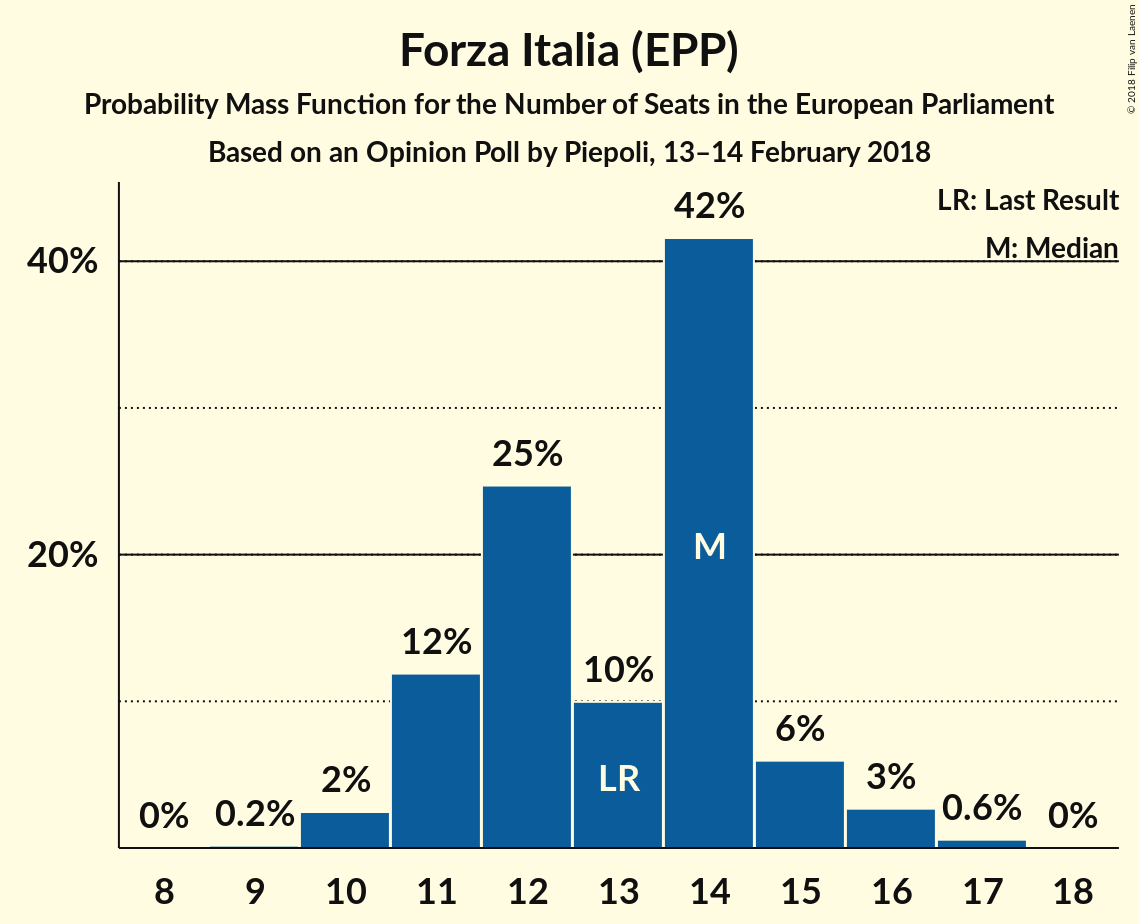 Forza Italia (EPP)
Probability Mass Function for the Number of Seats in the European Parliament
Based on an Opinion Poll by Piepoli, 13–14 February 2018
© 2018 Filip van Laenen
LR: Last Result
M: Median
40%
20%
0%
0.2%
2%
12%
25%
10%
42%
6%
3%
0.6%
0%
LR
M
8 9 10 11 12 13 14 15 16 17 18